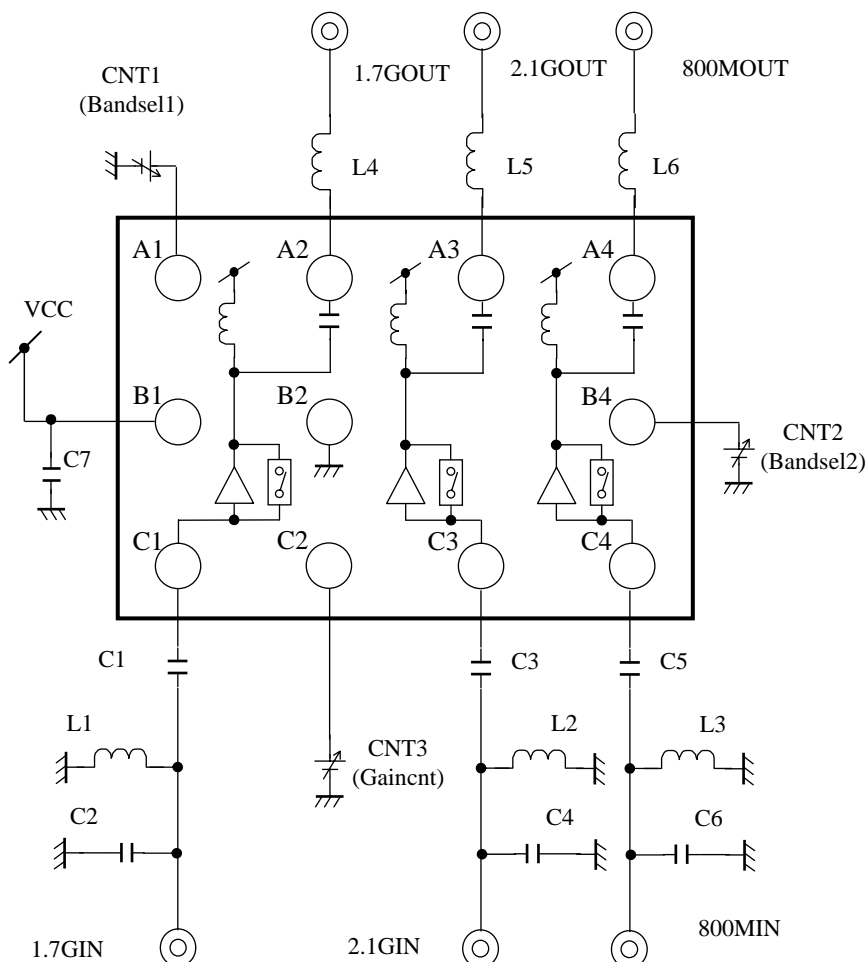 1.7GOUT
2.1GOUT
800MOUT
CNT1
(Bandsel1)
L4
L5
L6
A1
A2
A3
A4
VCC
B1
B2
B4
C7
CNT2
(Bandsel2)
C1
C2
C3
C4
C1
C3
C5
L1
L2
L3
CNT3
(Gaincnt)
C2
C4
C6
1.7GIN
2.1GIN
800MIN